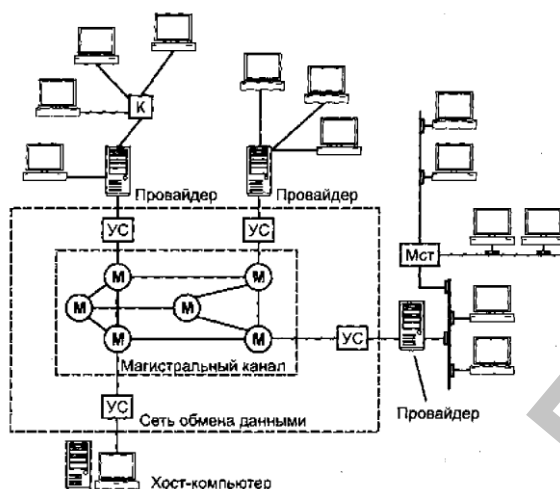 К
Провайдер
Провайдер
УС
УС
Мст
М
М
М
М
М
М
УС
Магистральный канал
УС
Сеть обмена данными
Провайдер
Хост-компьютер